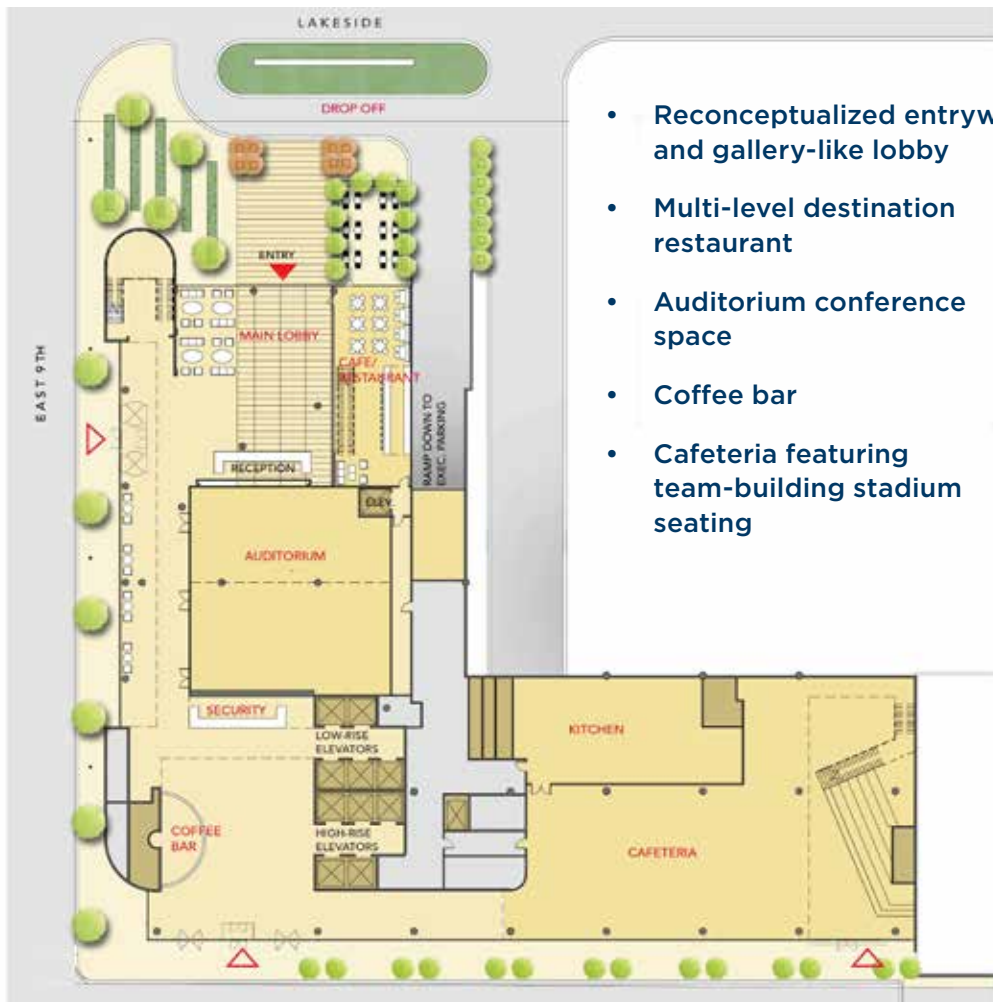 LAKESIDE
DROP OFF
EAST 9TH
ENTRY
MAIN LOBBY
CAFE/
RESTAURANT
RAMP DOWN TO
EXEC. PARKING
RECEPTION
ELEV.
AUDITORIUM
SECURITY
LOW-RISE
ELEVATORS
KITCHEN
COFFEE
BAR
HIGH-RISE
ELEVATORS
CAFETERIA
• Reconceptualized entryw
and gallery-like lobby
• Multi-level destination
restaurant
• Auditorium conference
space
• Coffee bar
• Cafeteria featuring
team-building stadium
seating